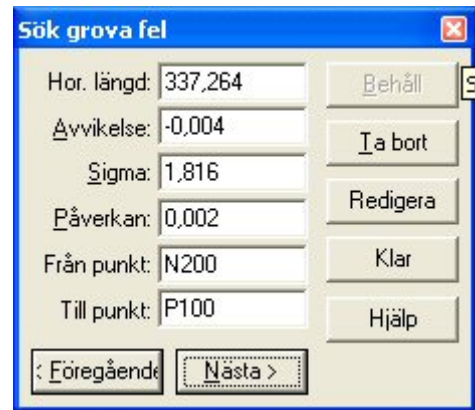 Sök grova fel
Hor. längd: 337,264
Avvikelse: -0,004
Sigma: 1,816
Påverkan: 0,002
Från punkt: N200
Till punkt: P100
Behåll
Ta bort
Redigera
Klar
Hjälp
< Föregående
Nästa >
S